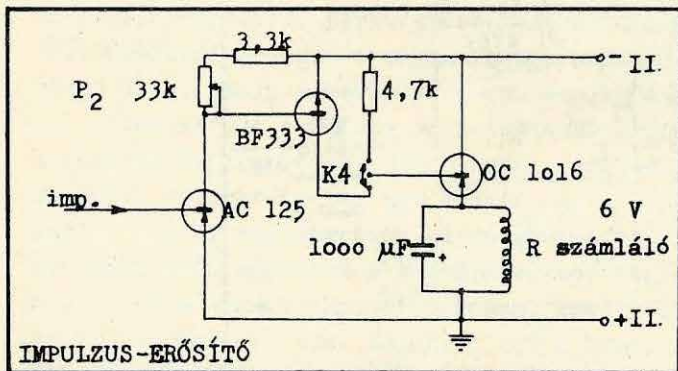 3,3k
- II.
P2 33k
4,7k
BF333
K4
OC 1o16
imp.
AC 125
6 V
1ooo µF
-
+
R számláló
+II.
IMPULZUS-ERŐSÍTŐ